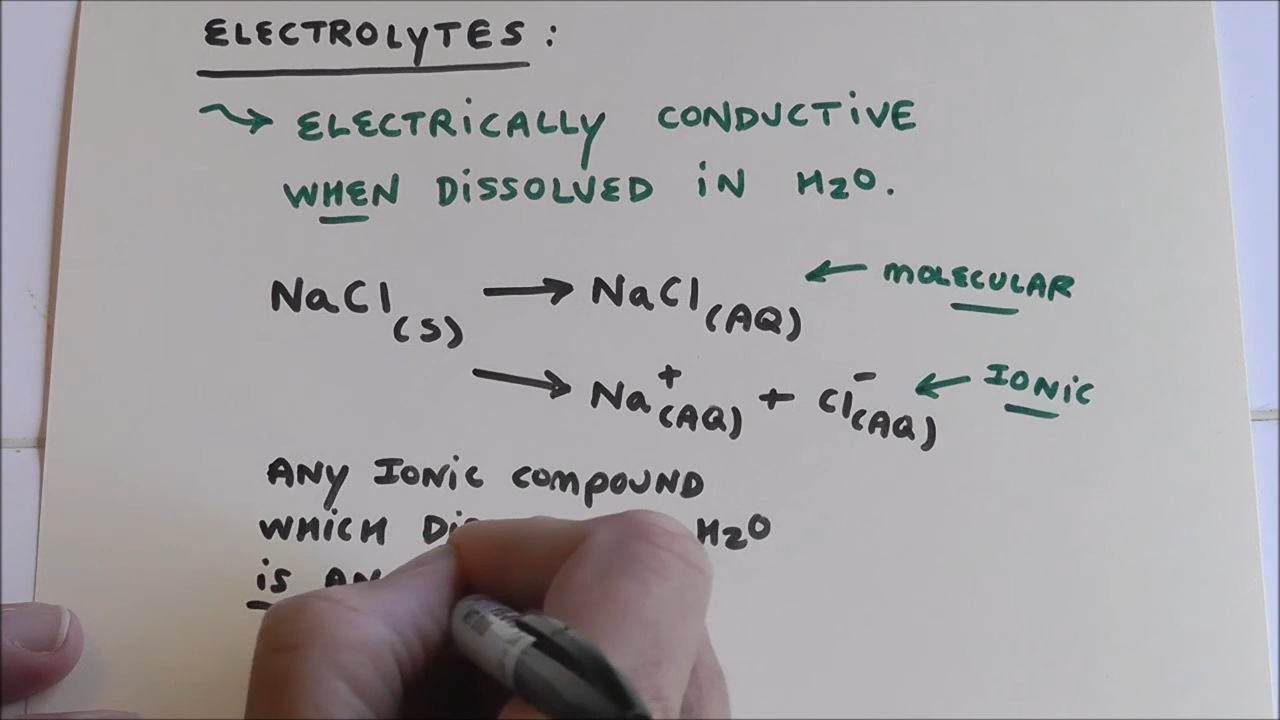 ELECTROLYTES:
ELECTRiCALLY CONDUCTiVE
WHEN DISSOLVED iN H2O.
NaCl(S) → NaCl(AQ) ← MOLECULAR
→ Na+(AQ) + Cl-(AQ) ← IONiC
ANY IONiC COMPOUND
WHiCH H2O
iS AN